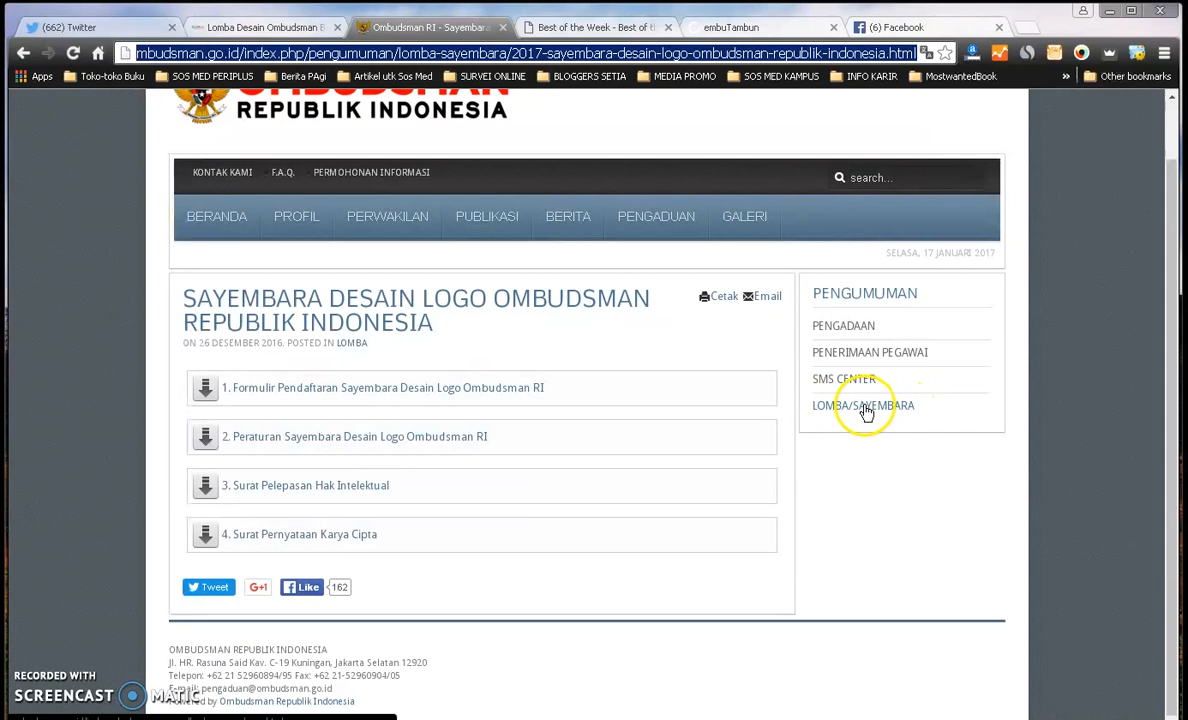 (662) Twitter
Lomba Desain Ombudsman
Ombudsman RI - Sayembara
Best of the Week - Best of th
embuTambun
(6) Facebook
mbudsman.go.id/index.php/pengumuman/lomba-sayembara/2017-sayembara-desain-logo-ombudsman-republik-indonesia.html
Apps
Toko-toko Buku
SOS MED PERIPLUS
Berita PAgi
Artikel utk Sos Med
SURVEI ONLINE
BLOGGERS SETIA
MEDIA PROMO
SOS MED KAMPUS
INFO KARIR
MostwantedBook
»
Other bookmarks
OMBUDSMAN
REPUBLIK INDONESIA
KONTAK KAMI
F.A.Q.
PERMOHONAN INFORMASI
search...
BERANDA
PROFIL
PERWAKILAN
PUBLIKASI
BERITA
PENGADUAN
GALERI
SELASA, 17 JANUARI 2017
SAYEMBARA DESAIN LOGO OMBUDSMAN
REPUBLIK INDONESIA
Cetak
Email
ON 26 DESEMBER 2016. POSTED IN LOMBA
1. Formulir Pendaftaran Sayembara Desain Logo Ombudsman RI
2. Peraturan Sayembara Desain Logo Ombudsman RI
3. Surat Pelepasan Hak Intelektual
4. Surat Pernyataan Karya Cipta
Tweet
G+1
Like
162
PENGUMUMAN
PENGADAAN
PENERIMAAN PEGAWAI
SMS CENTER
LOMBA/SAYEMBARA
OMBUDSMAN REPUBLIK INDONESIA
Jl. HR. Rasuna Said Kav. C-19 Kuningan, Jakarta Selatan 12920
Telepon: +62 21 52960894/95 Fax: +62 21-52960904/05
E-mail: pengaduan@ombudsman.go.id
Powered by Ombudsman Republik Indonesia
RECORDED WITH
SCREENCAST MATIC